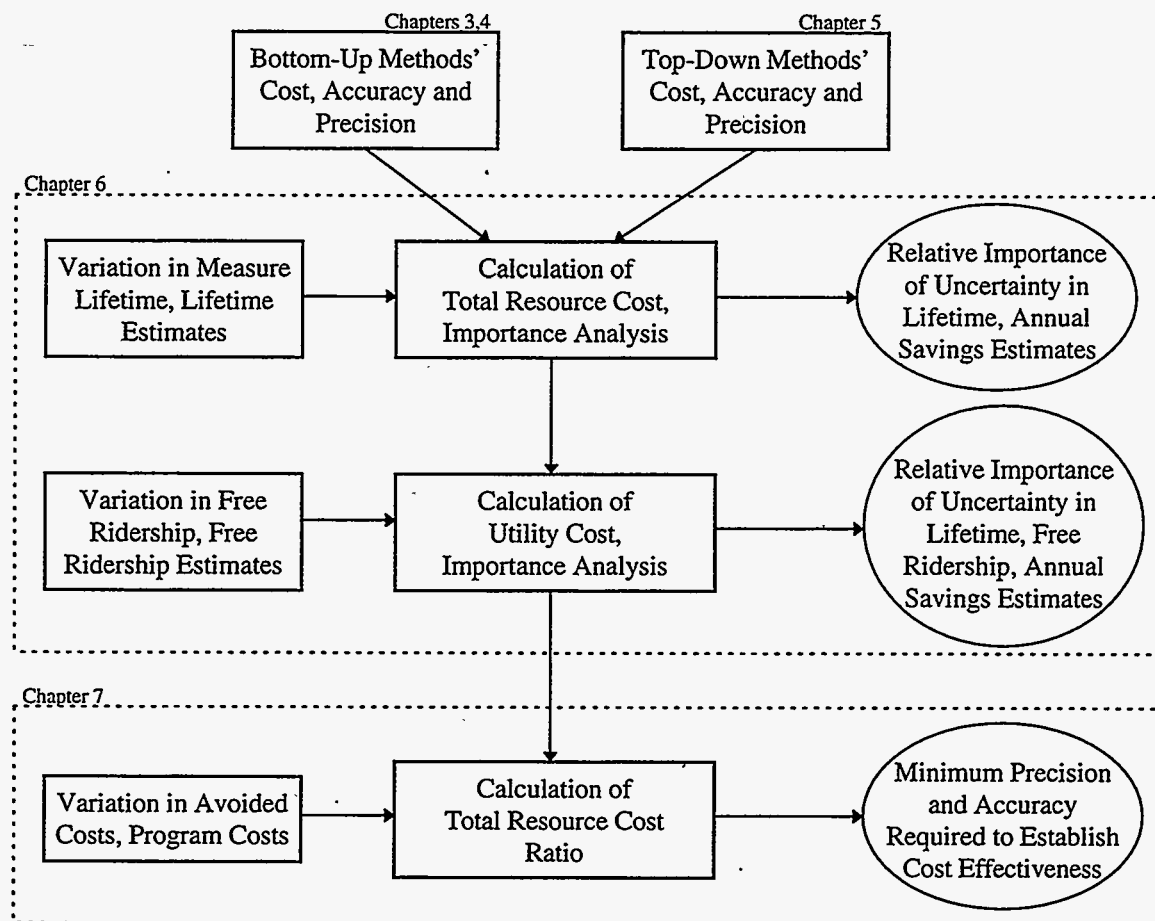 Chapters 3,4
Bottom-Up Methods'
Cost, Accuracy and
Precision
Chapter 5
Top-Down Methods'
Cost, Accuracy and
Precision
Chapter 6
Variation in Measure
Lifetime, Lifetime
Estimates
Calculation of
Total Resource Cost,
Importance Analysis
Relative Importance
of Uncertainty in
Lifetime, Annual
Savings Estimates
Variation in Free
Ridership, Free
Ridership Estimates
Calculation of
Utility Cost,
Importance Analysis
Relative Importance
of Uncertainty in
Lifetime, Free
Ridership, Annual
Savings Estimates
Chapter 7
Variation in Avoided
Costs, Program Costs
Calculation of
Total Resource Cost
Ratio
Minimum Precision
and Accuracy
Required to Establish
Cost Effectiveness